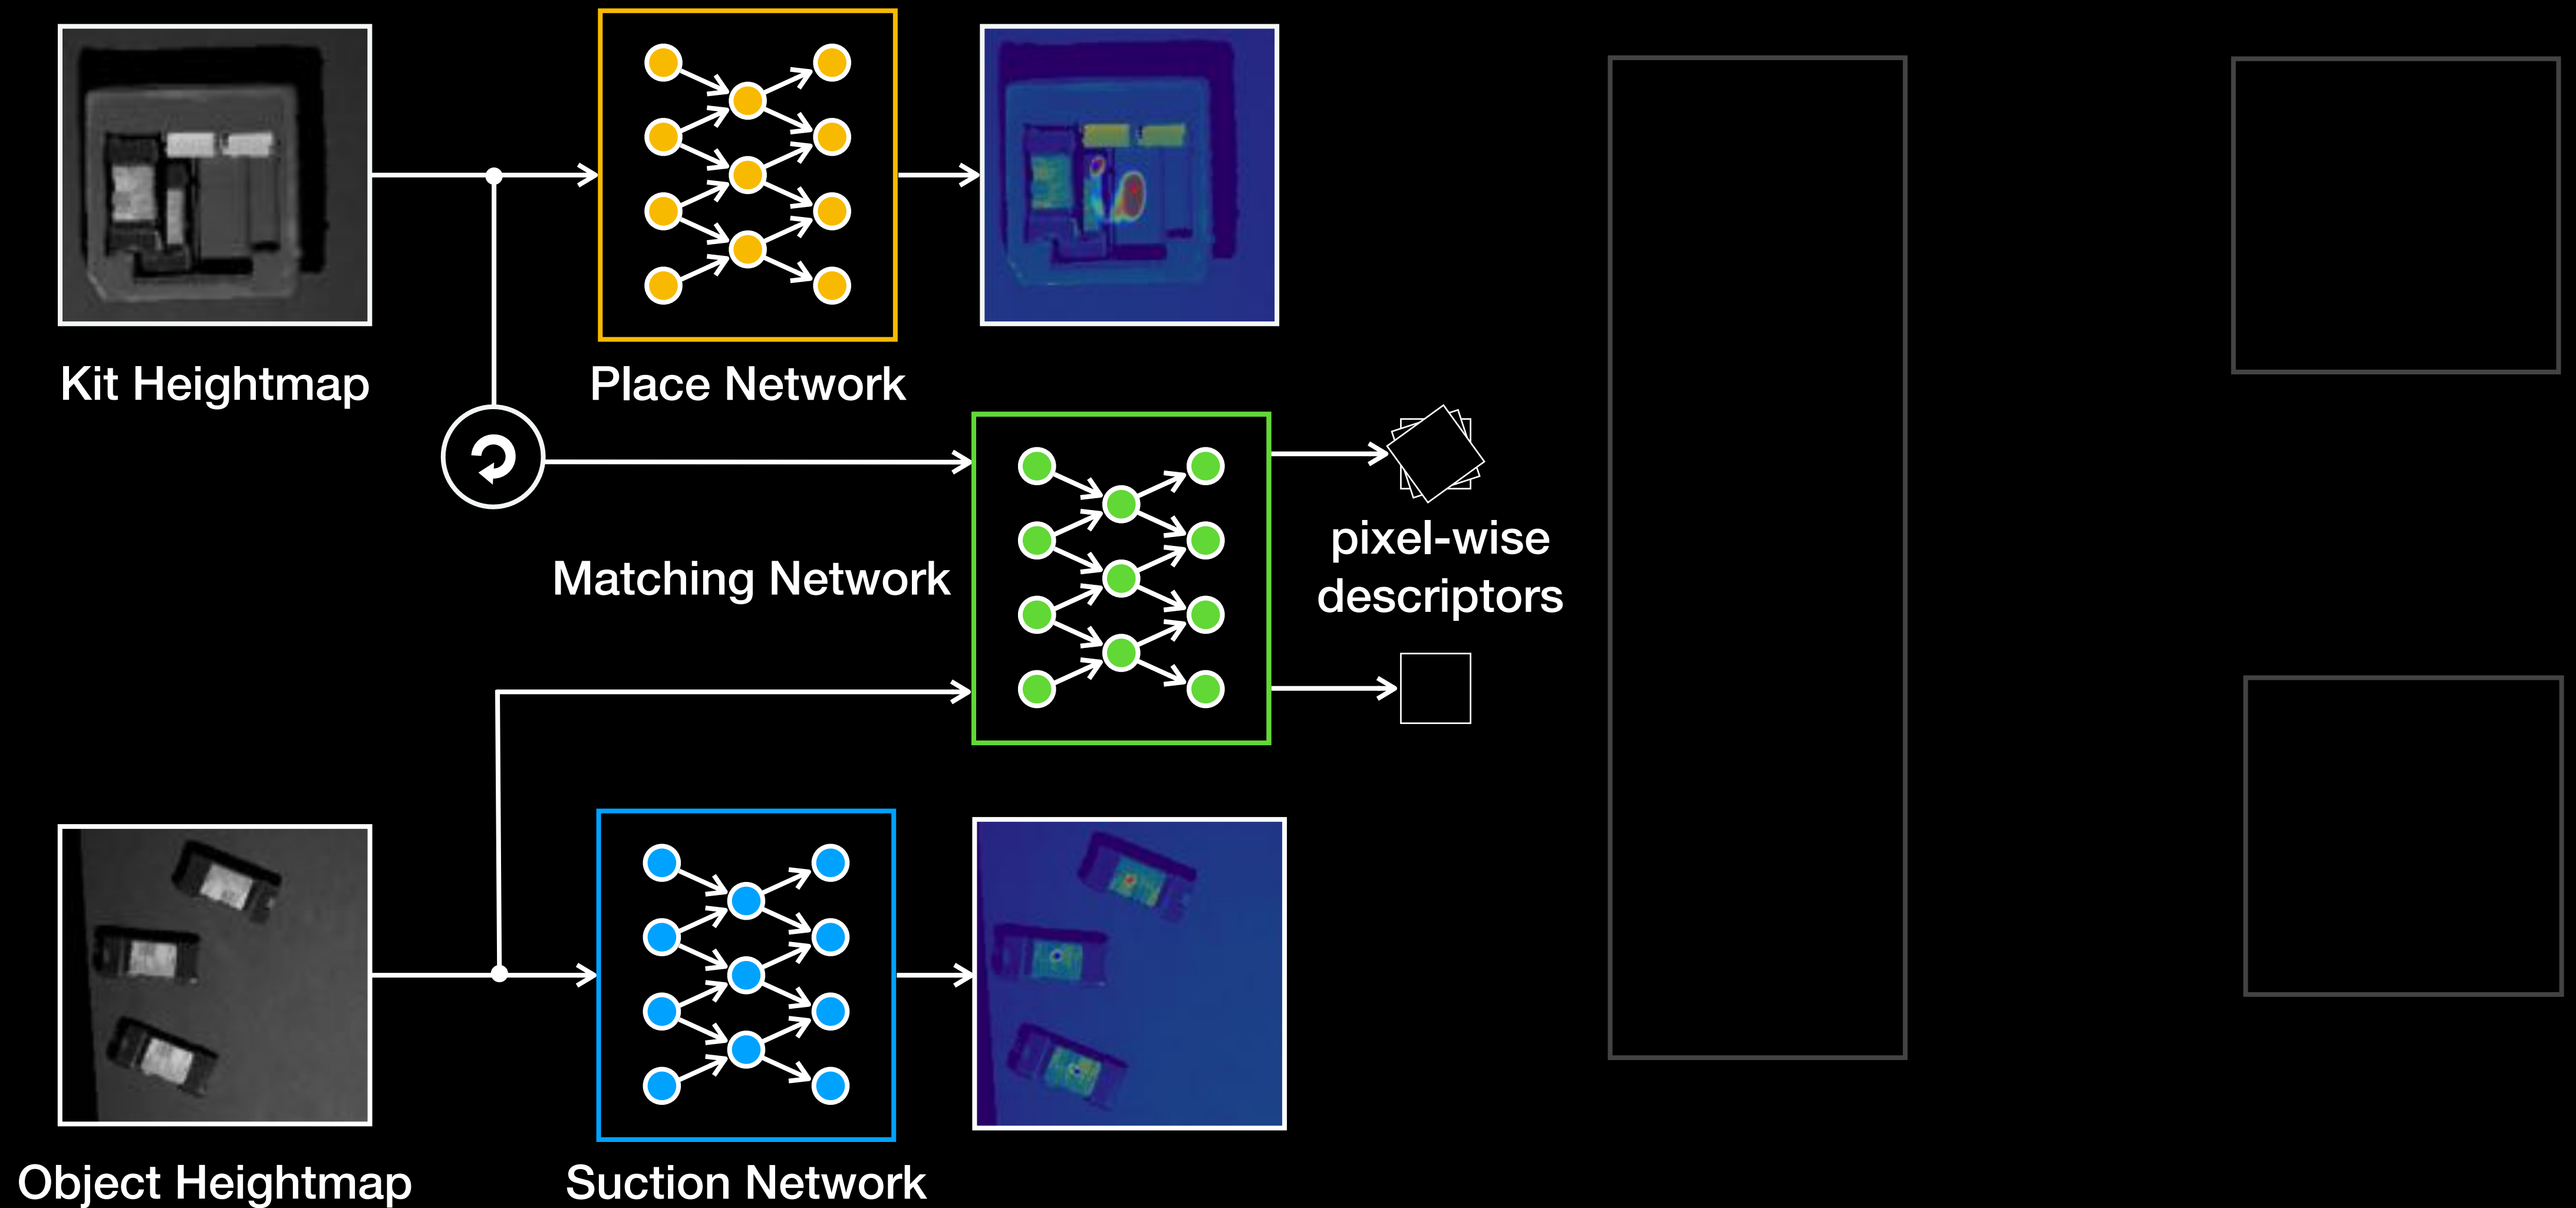 Kit Heightmap
Place Network
Matching Network
pixel-wise
descriptors
Object Heightmap
Suction Network